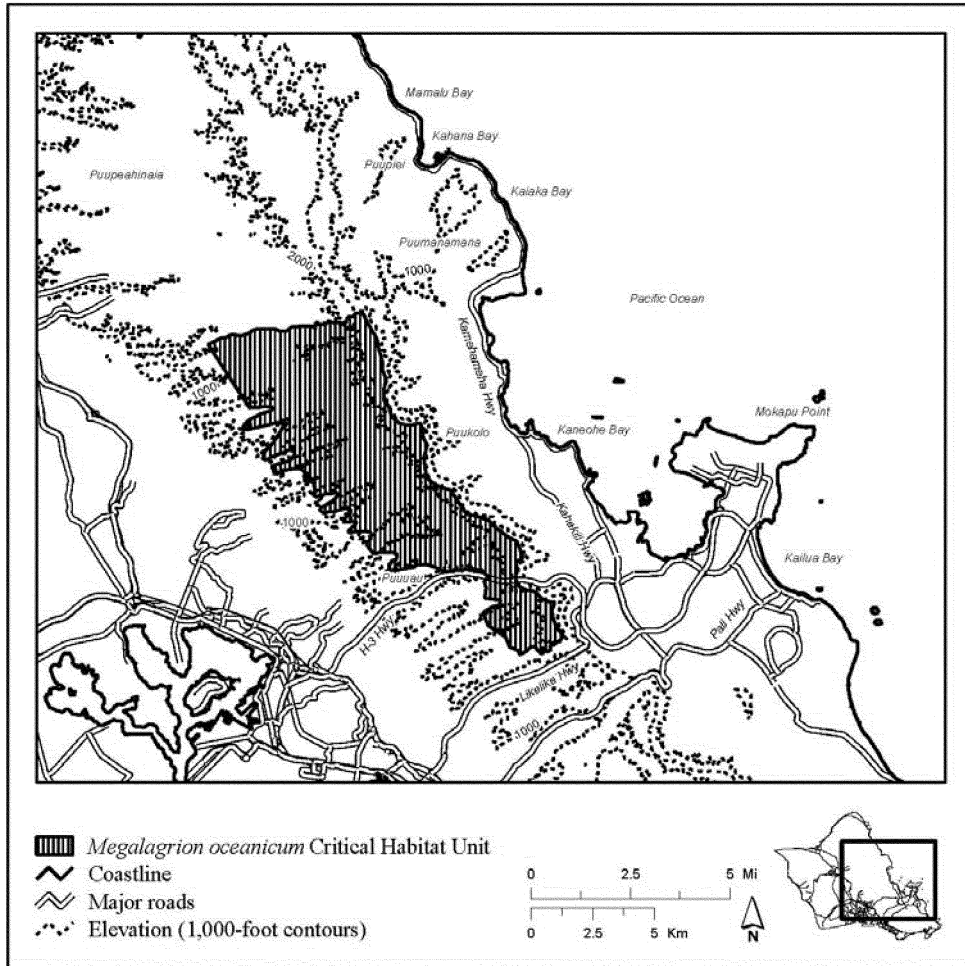 Mamalu Bay
Kahana Bay
Puupiei
Puupeahinaia
Kaiaka Bay
Puumanamana
2000
1000
Pacific Ocean
Kamehameha Hwy
1000
Mokapu Point
Puukolo
Kaneohe Bay
1000
Kahekili Hwy
Kailua Bay
Puuuau
H-3 Hwy
Pali Hwy
Likelike Hwy
1000
Megalagrion oceanicum Critical Habitat Unit
Coastline
Major roads
Elevation (1,000-foot contours)
0 2.5 5 Mi
0 2.5 5 Km
N